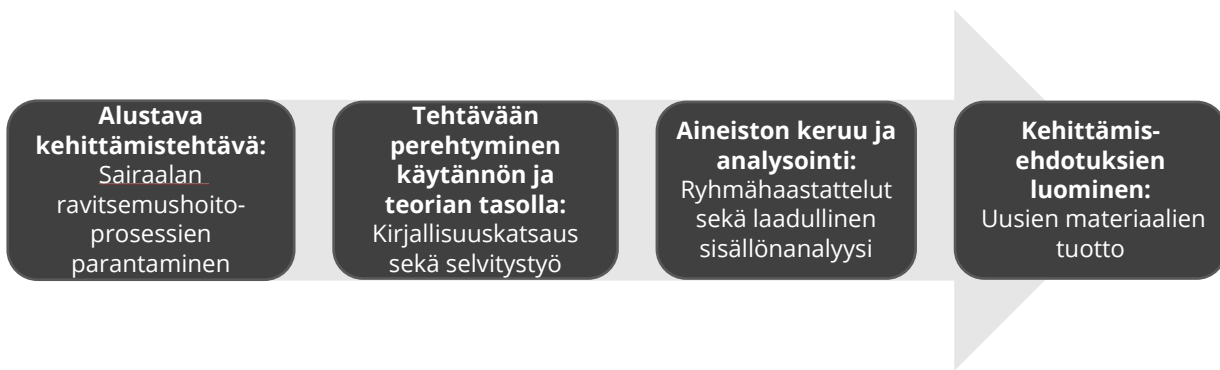 Alustava
kehittämistehtävä:
Sairaalan
ravitsemushoito-
prosessien
parantaminen
Tehtävään
perehtyminen
käytännön ja
teorian tasolla:
Kirjallisuuskatsaus
sekä selvitystyö
Aineiston keruu ja
analysointi:
Ryhmähaastattelut
sekä laadullinen
sisällönanalyysi
Kehittämis-
ehdotuksien
luominen:
Uusien materiaalien
tuotto